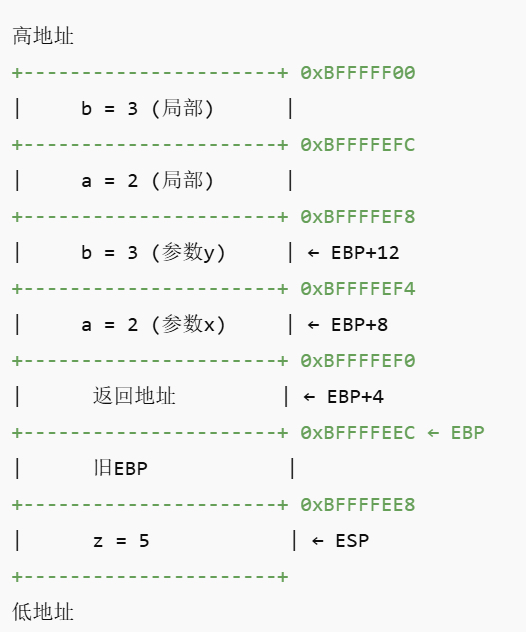 高地址
+-----------------------+ 0xBFFFFF00
|     b = 3 (局部)      |
+-----------------------+ 0xBFFFFEFC
|     a = 2 (局部)      |
+-----------------------+ 0xBFFFFEF8
|     b = 3 (参数y)     | ← EBP+12
+-----------------------+ 0xBFFFFEF4
|     a = 2 (参数x)     | ← EBP+8
+-----------------------+ 0xBFFFFEF0
|      返回地址         | ← EBP+4
+-----------------------+ 0xBFFFFEEC ← EBP
|      旧EBP            |
+-----------------------+ 0xBFFFFEE8
|     z = 5            | ← ESP
+-----------------------+
低地址